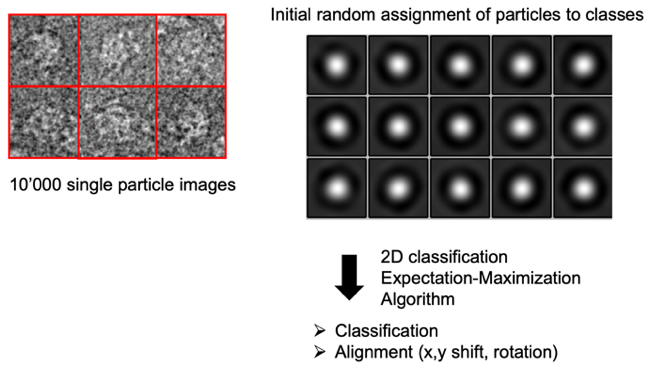 Initial random assignment of particles to classes
10’000 single particle images
2D classification
Expectation-Maximization
Algorithm
➢ Classification
➢ Alignment (x,y shift, rotation)